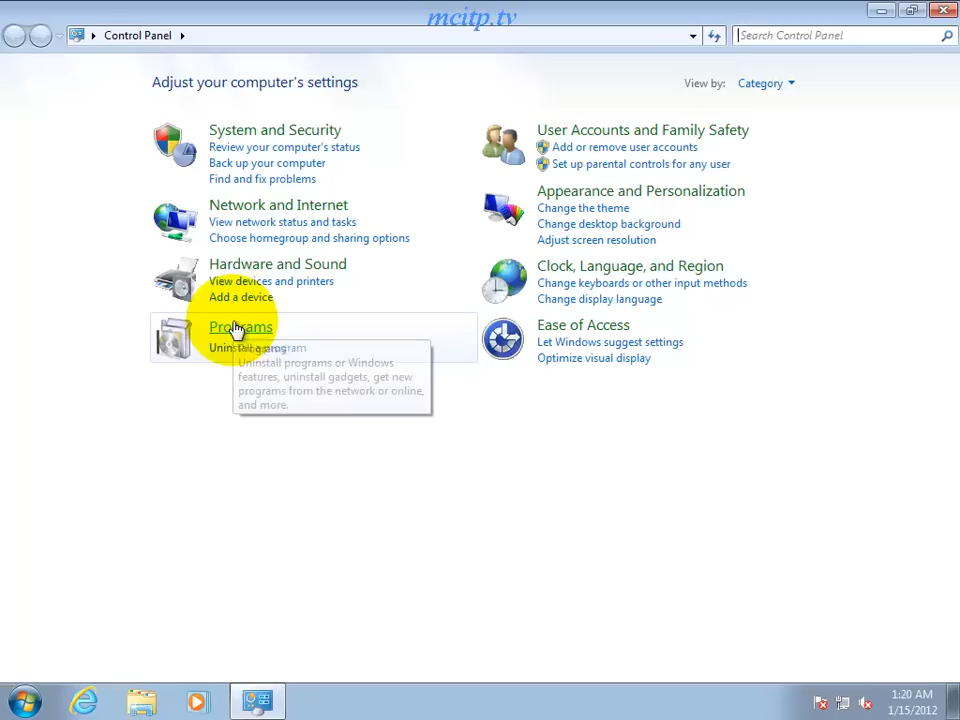 mcitp.tv
Control Panel
Search Control Panel
Adjust your computer's settings
View by: Category
System and Security
Review your computer's status
Back up your computer
Find and fix problems
Network and Internet
View network status and tasks
Choose homegroup and sharing options
Hardware and Sound
View devices and printers
Add a device
Programs
Uninstall a program
Programs
Uninstall programs or Windows
features, uninstall gadgets, get new
programs from the network or online,
and more.
User Accounts and Family Safety
Add or remove user accounts
Set up parental controls for any user
Appearance and Personalization
Change the theme
Change desktop background
Adjust screen resolution
Clock, Language, and Region
Change keyboards or other input methods
Change display language
Ease of Access
Let Windows suggest settings
Optimize visual display
1:20 AM
1/15/2012